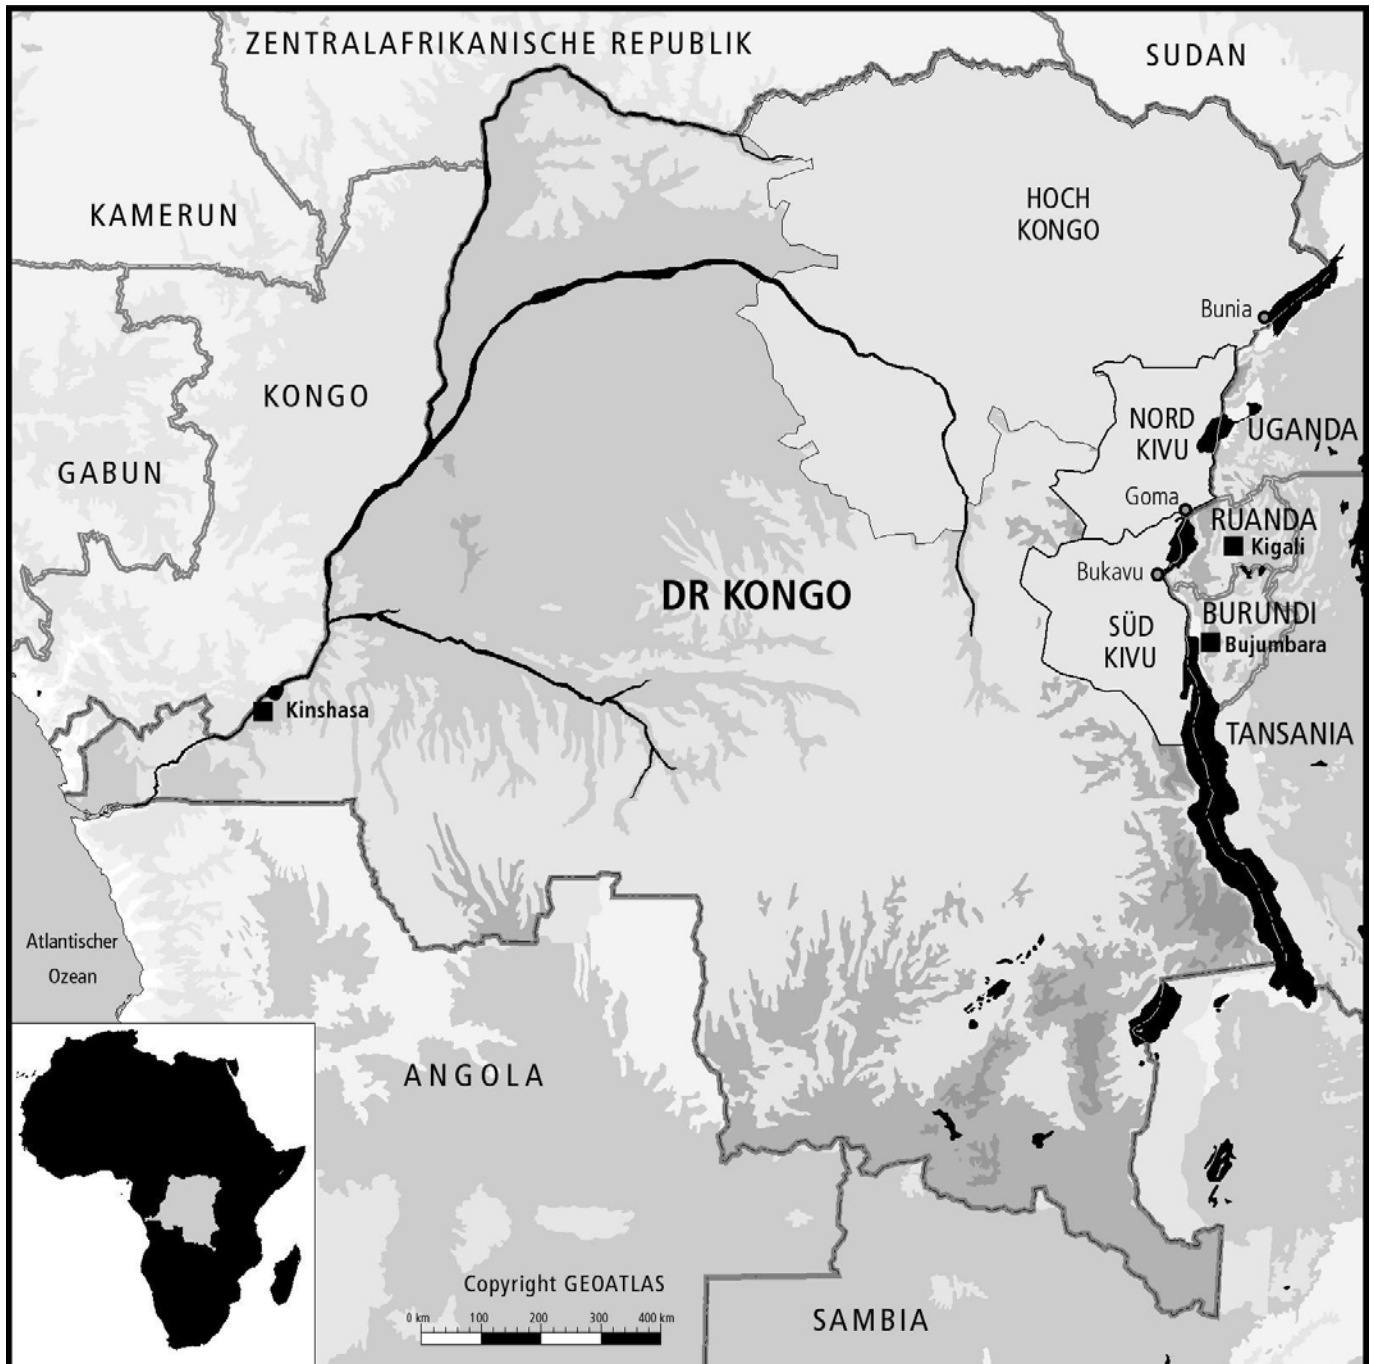 ZENTRALAFRIKANISCHE REPUBLIK
SUDAN
KAMERUN
HOCH
KONGO
Bunia
KONGO
NORD
KIVU
UGANDA
GABUN
Goma
RUANDA
Kigali
Bukavu
DR KONGO
BURUNDI
Bujumbara
SÜD
KIVU
Kinshasa
TANSANIA
Atlantischer
Ozean
ANGOLA
Copyright GEOATLAS
0 km 100 200 300 400 km
SAMBIA